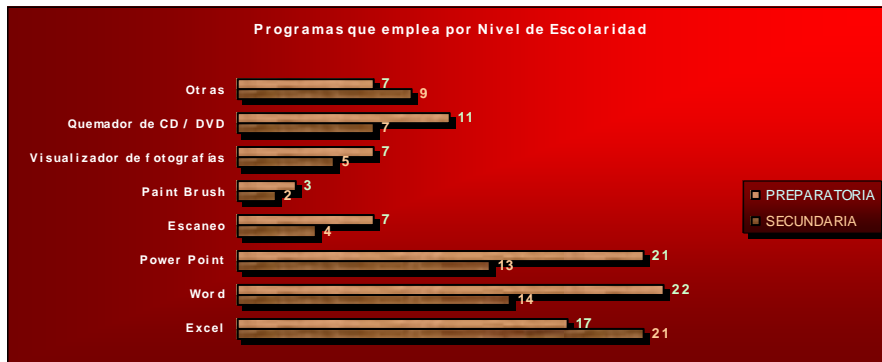 Programas que emplea por Nivel de Escolaridad
Otras
7
9
Quemador de CD / DVD
11
7
Visualizador de fotografías
7
5
Paint Brush
3
2
Escaneo
7
4
Power Point
21
13
Word
22
14
Excel
17
21
PREPARATORIA
SECUNDARIA